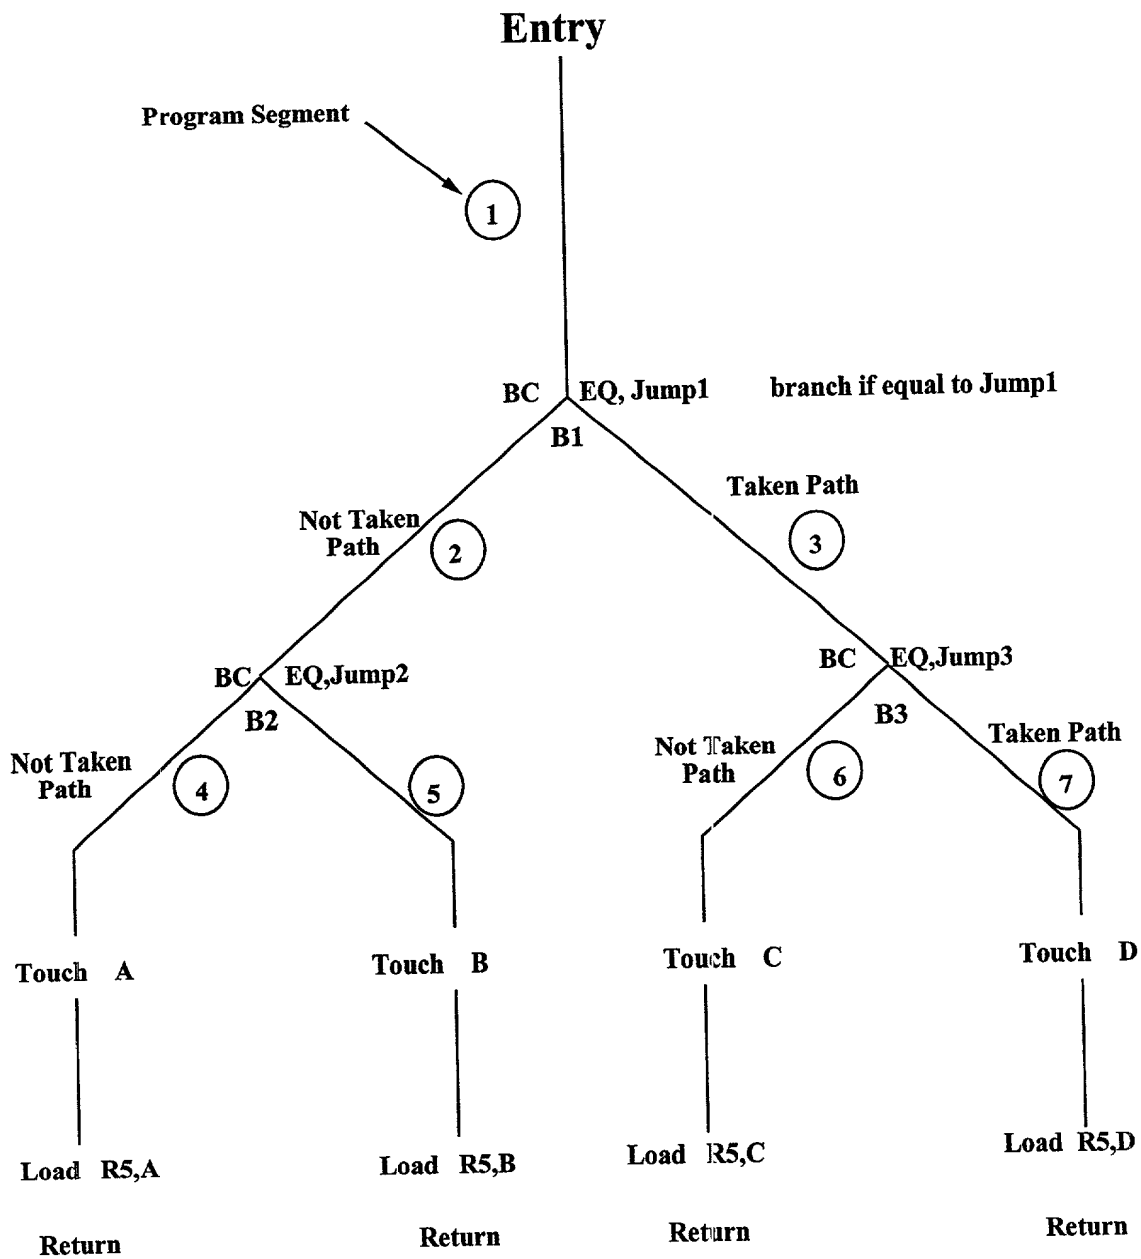 Entry
Program Segment
1
BC EQ, Jump1 branch if equal to Jump1
B1
Taken Path
Not Taken
Path
2
3
BC EQ,Jump2
B2
BC EQ,Jump3
B3
Not Taken
Path
4
5
Not Taken
Path
6
Taken Path
7
Touch A
Touch B
Touch C
Touch D
Load R5,A
Load R5,B
Load R5,C
Load R5,D
Return
Return
Return
Return